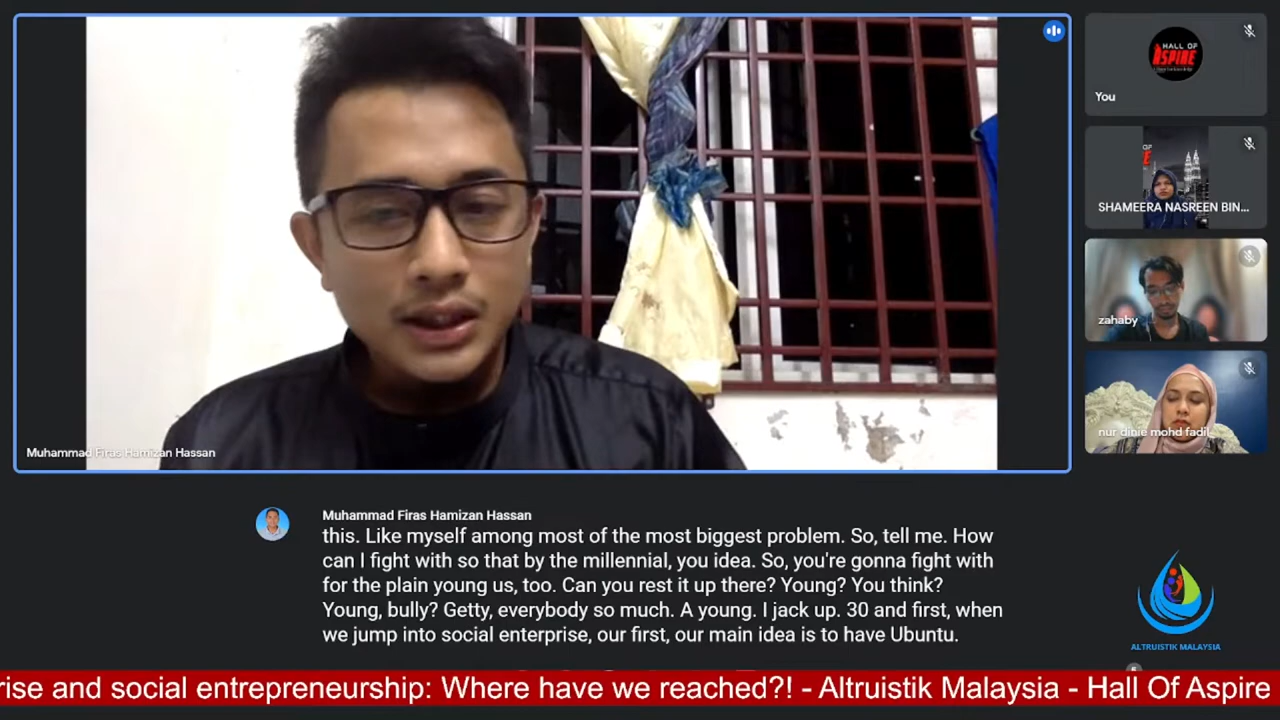 HALL OF
ASPIRE
You
SHAMEERA NASREEN BIN...
zahaby
nur dinie mohd fadil
Muhammad Firas Hamizan Hassan
Muhammad Firas Hamizan Hassan
this. Like myself among most of the most biggest problem. So, tell me. How
can I fight with so that by the millennial, you idea. So, you're gonna fight with
for the plain young us, too. Can you rest it up there? Young? You think?
Young, bully? Getty, everybody so much. A young. I jack up. 30 and first, when
we jump into social enterprise, our first, our main idea is to have Ubuntu.
ALTRUISTIK MALAYSIA
rise and social entrepreneurship: Where have we reached?! - Altruistik Malaysia - Hall Of Aspire